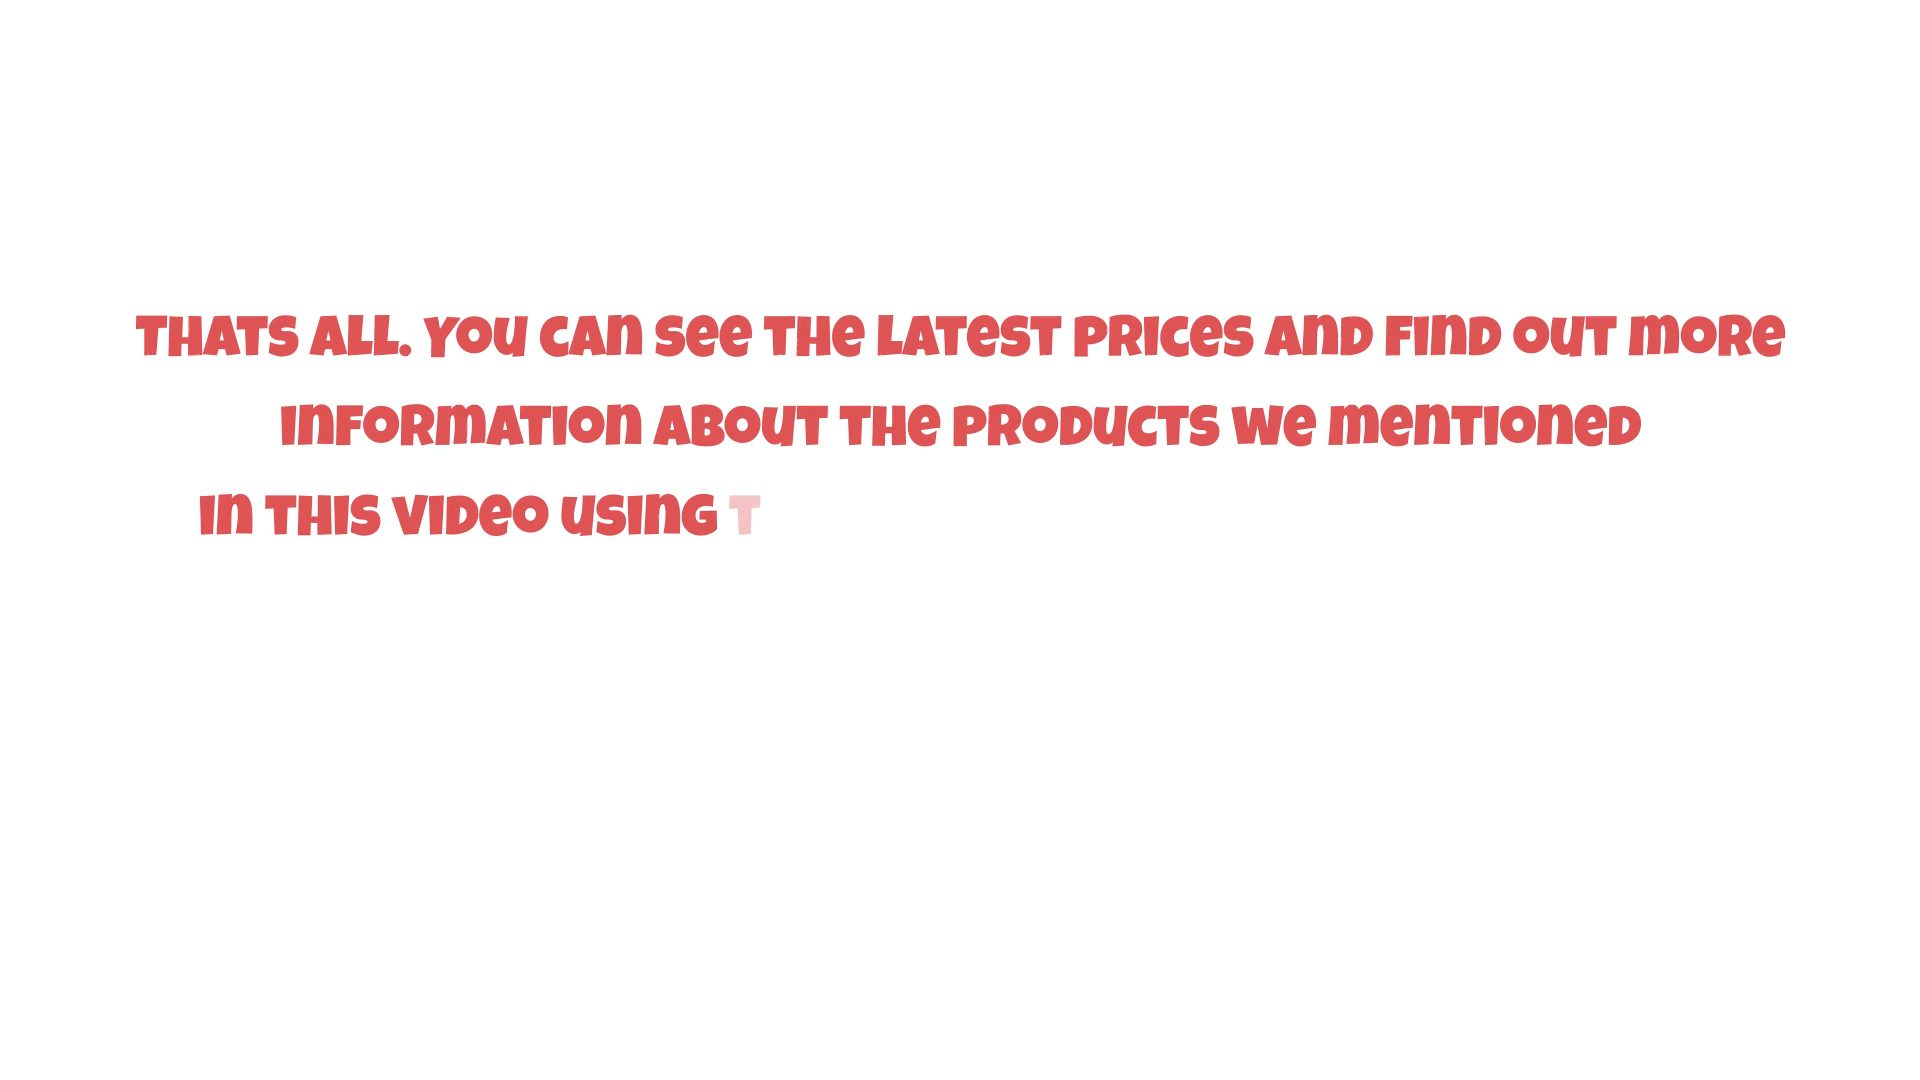 THATS ALL. YOU CAN SEE THE LATEST PRICES AND FIND OUT MORE
INFORMATION ABOUT THE PRODUCTS WE MENTIONED
IN THIS VIDEO USING T